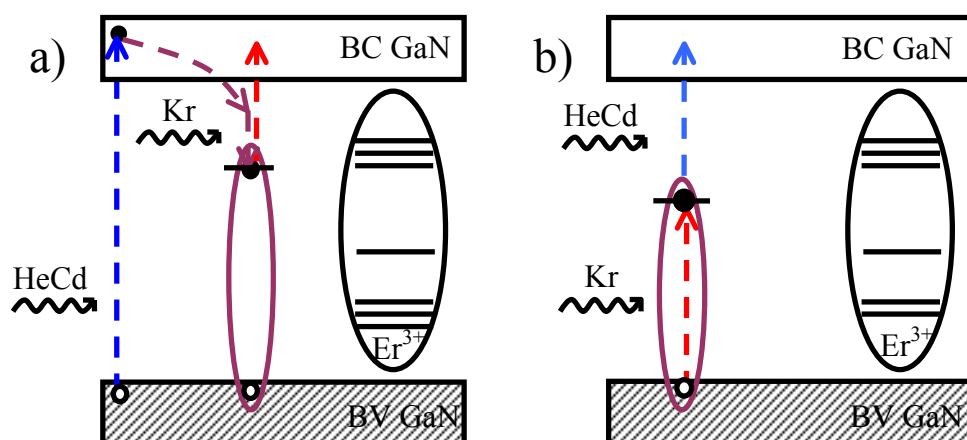 a)
BC GaN
Kr
HeCd
Er³⁺
BV GaN
b)
BC GaN
HeCd
Kr
Er³⁺
BV GaN